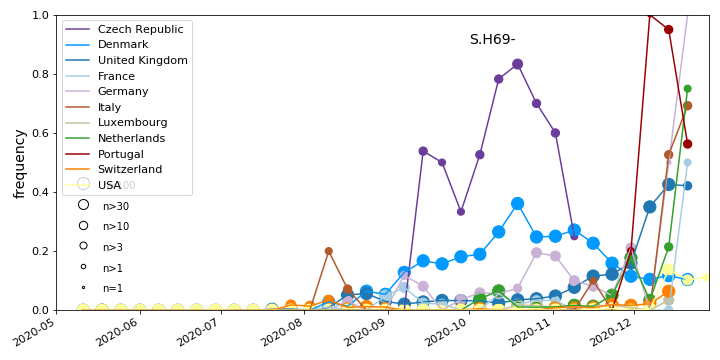 S.H69-
frequency
1.0
0.8
0.6
0.4
0.2
0.0
Czech Republic
Denmark
United Kingdom
France
Germany
Italy
Luxembourg
Netherlands
Portugal
Switzerland
USA
n>30
n>10
n>3
n>1
n=1
2020-05
2020-06
2020-07
2020-08
2020-09
2020-10
2020-11
2020-12